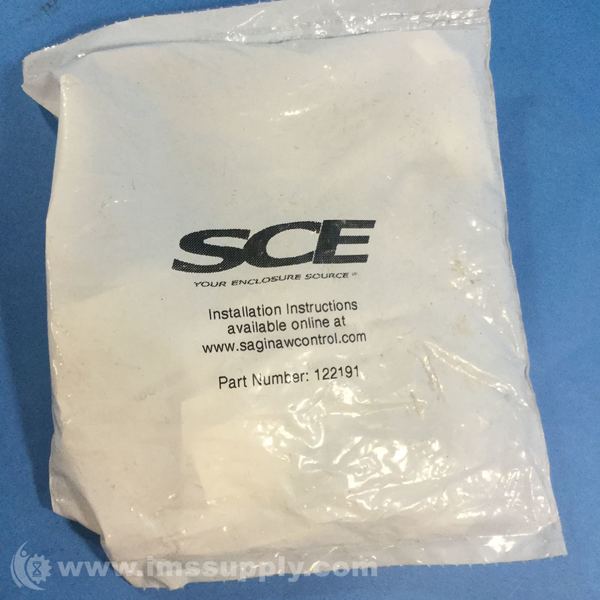 SCE
YOUR ENCLOSURE SOURCE®
Installation Instructions
available online at
www.saginawcontrol.com
Part Number: 122191
www.imssupply.com